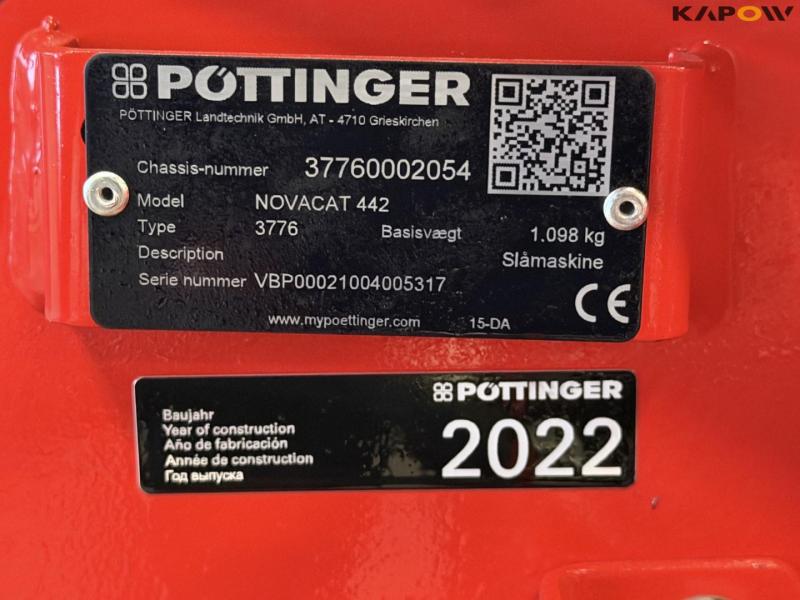 KAPOW
PÖTTINGER
PÖTTINGER Landtechnik GmbH, AT - 4710 Grieskirchen
Chassis-nummer 37760002054
Model NOVACAT 442
Type 3776 Basisvægt 1.098 kg
Description Slåmaskine
Serie nummer VBP00021004005317
CE
www.mypoettinger.com 15-DA
PÖTTINGER
Baujahr
Year of construction
Año de fabricación
Année de construction
Год выпуска
2022